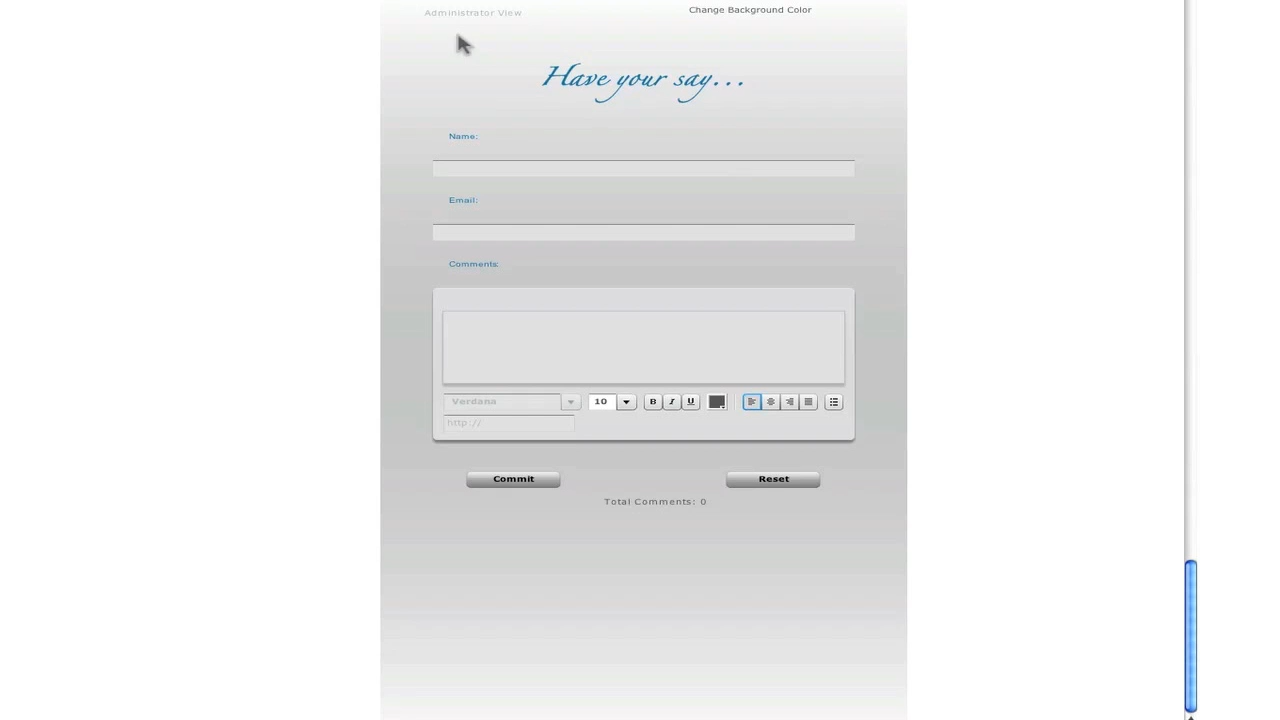 Administrator View
Change Background Color
Have your say...
Name:
Email:
Comments:
Verdana
10
B I U
http://
Commit
Reset
Total Comments: 0